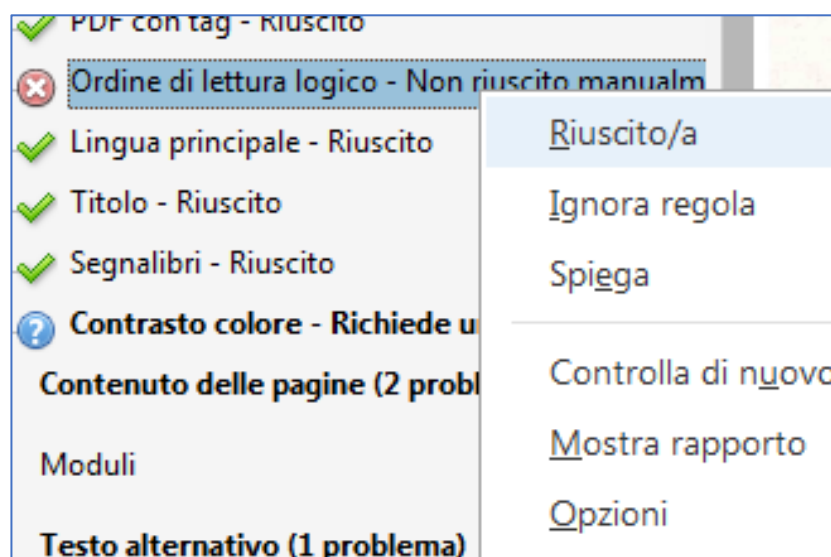 PDF con tag - Riuscito
Ordine di lettura logico - Non riuscito manualm
Lingua principale - Riuscito
Titolo - Riuscito
Segnalibri - Riuscito
Contrasto colore - Richiede u
Contenuto delle pagine (2 probl
Moduli
Testo alternativo (1 problema)
Riuscito/a
Ignora regola
Spiega
Controlla di nuovo
Mostra rapporto
Opzioni